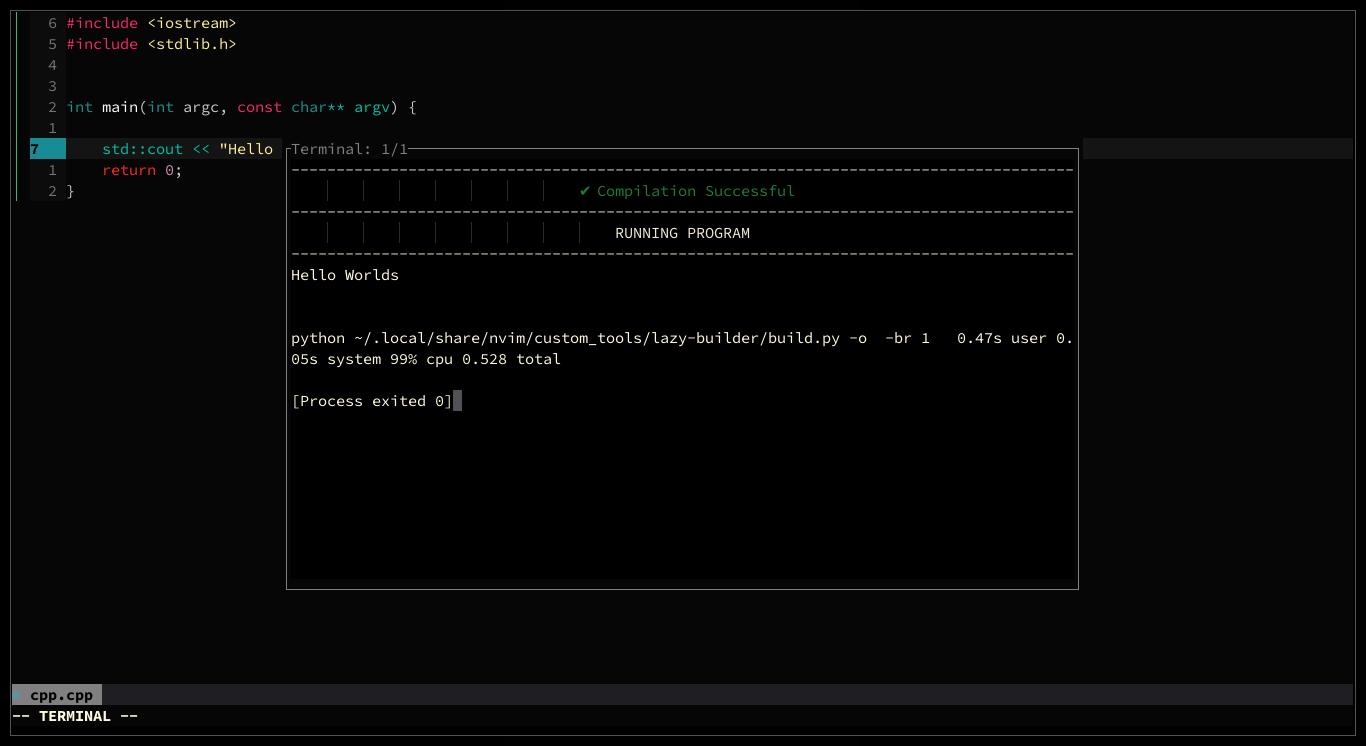 6 #include <iostream>
5 #include <stdlib.h>
4
3
2 int main(int argc, const char** argv) {
1
7 std::cout << "Hello
1 return 0;
2 }
Terminal: 1/1
--------------------------------------------------------------------------------------
✔ Compilation Successful
--------------------------------------------------------------------------------------
RUNNING PROGRAM
--------------------------------------------------------------------------------------
Hello Worlds
python ~/.local/share/nvim/custom_tools/lazy-builder/build.py -o  -br 1   0.47s user 0.
05s system 99% cpu 0.528 total
[Process exited 0]
cpp.cpp
-- TERMINAL --